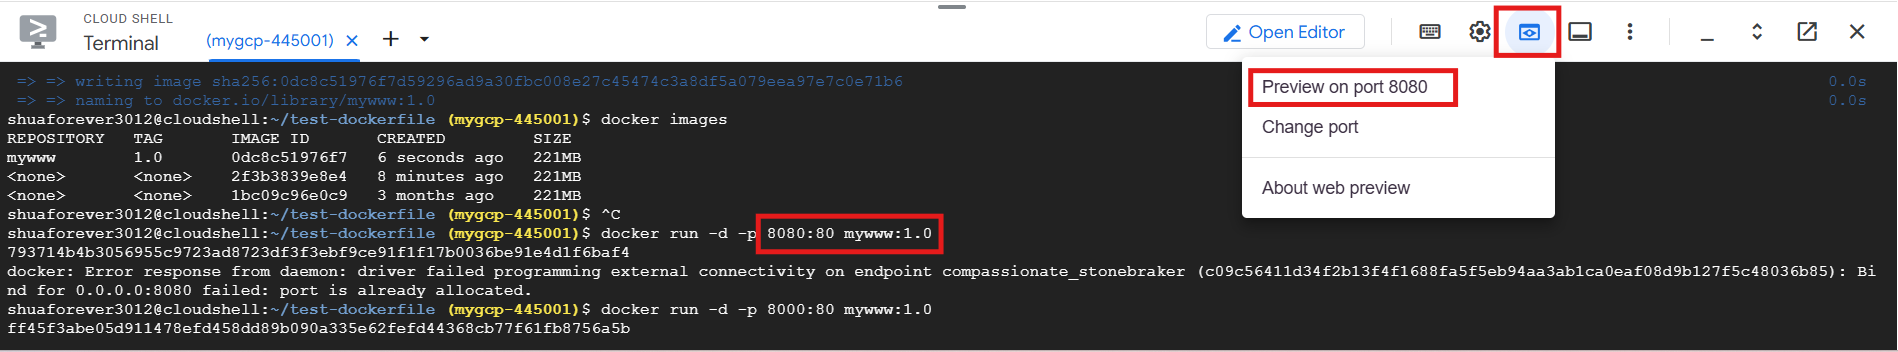 CLOUD SHELL
Terminal
(mygcp-445001)
Open Editor
Preview on port 8080
Change port
About web preview
=> => writing image sha256:0dc8c51976f7d59296ad9a30fbc008e27c45474c3a8df5a079eea97e7c0e71b6 0.0s
=> => naming to docker.io/library/mywww:1.0 0.0s
shuaforever3012@cloudshell:~/test-dockerfile (mygcp-445001)$ docker images
REPOSITORY TAG IMAGE ID CREATED SIZE
mywww 1.0 0dc8c51976f7 6 seconds ago 221MB
<none> <none> 2f3b3839e8e4 8 minutes ago 221MB
<none> <none> 1bc09c96e0c9 3 months ago 221MB
shuaforever3012@cloudshell:~/test-dockerfile (mygcp-445001)$ ^C
shuaforever3012@cloudshell:~/test-dockerfile (mygcp-445001)$ docker run -d -p 8080:80 mywww:1.0
793714b4b3056955c9723ad8723df3f3ebf9ce91f1f17b0036be91e4d1f6baf4
docker: Error response from daemon: driver failed programming external connectivity on endpoint compassionate_stonebraker (c09c56411d34f2b13f4f1688fa5f5eb94aa3ab1ca0eaf08d9b127f5c48036b85): Bi
nd for 0.0.0.0:8080 failed: port is already allocated.
shuaforever3012@cloudshell:~/test-dockerfile (mygcp-445001)$ docker run -d -p 8000:80 mywww:1.0
ff45f3abe05d911478efd458dd89b090a335e62fefd44368cb77f61fb8756a5b